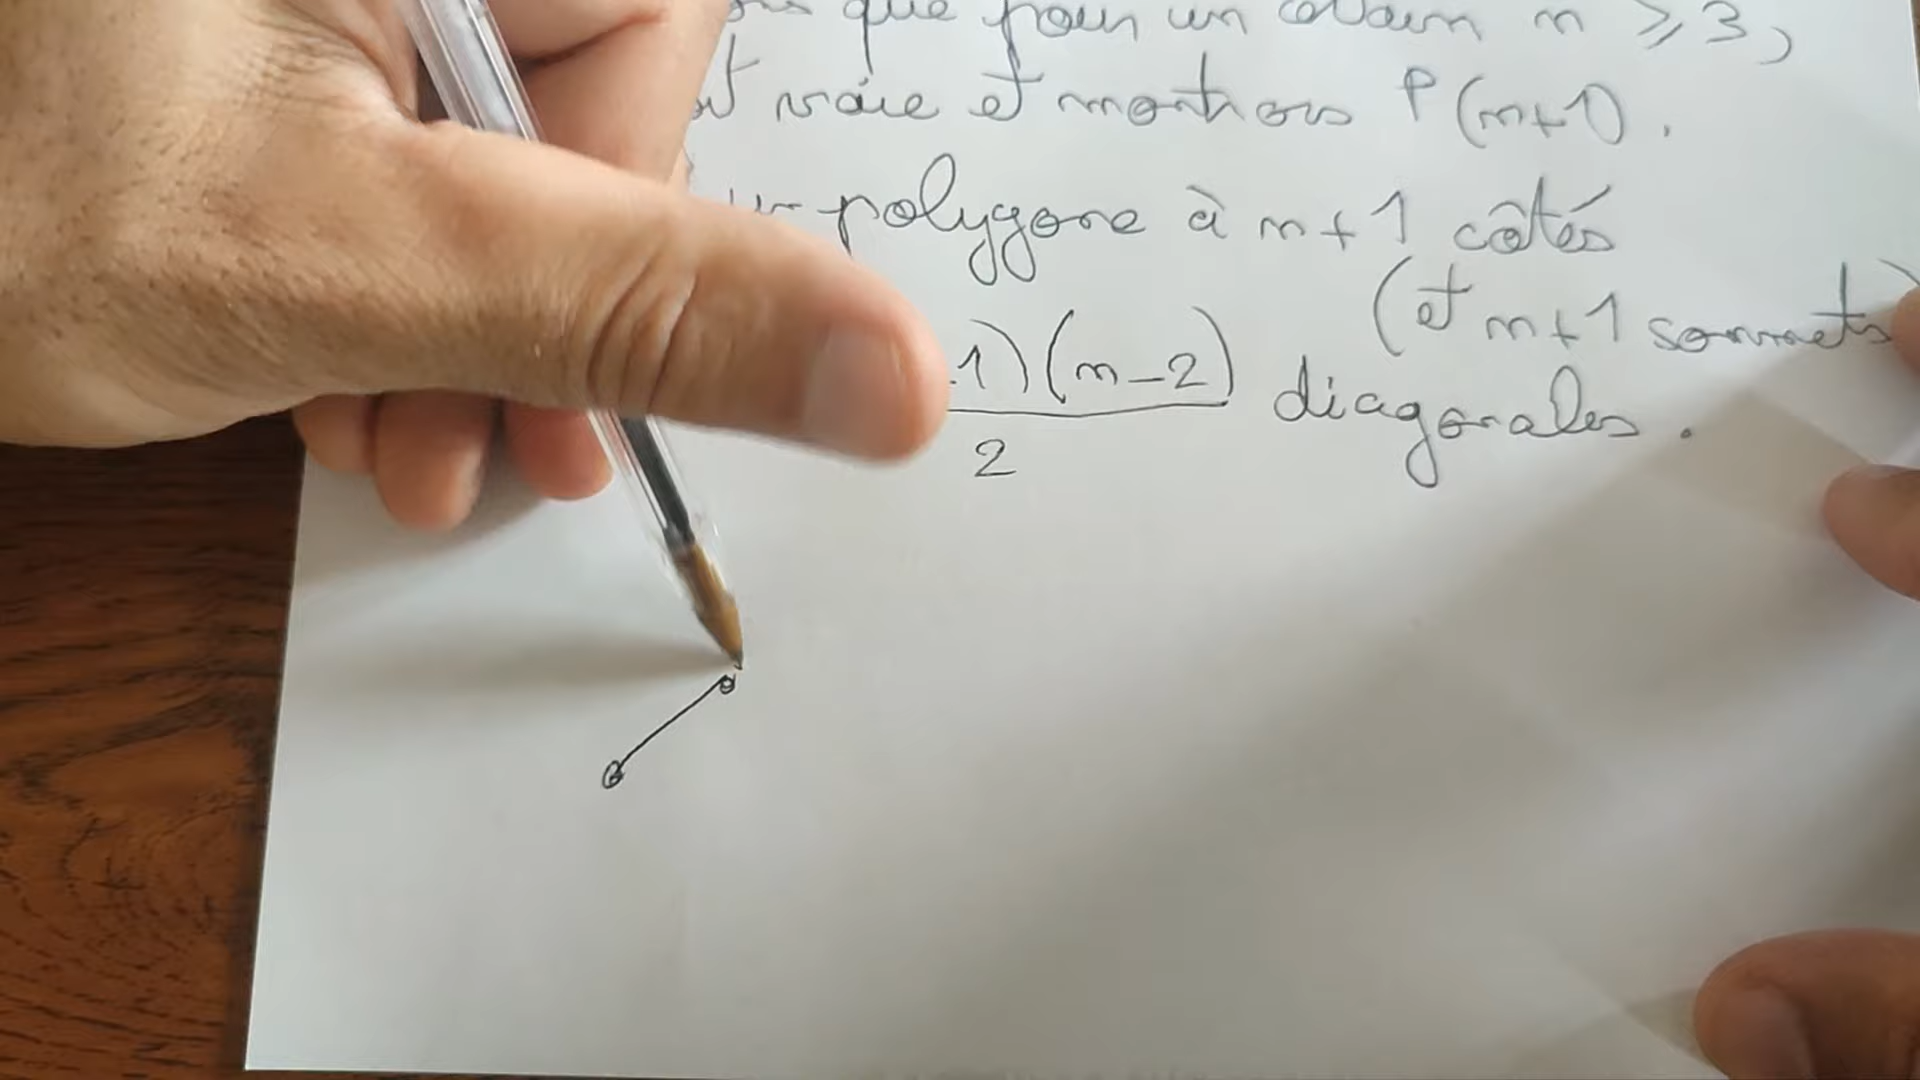 que pour un certain n ⩾ 3,
vraie et montrons P(n+1).
un polygone à n+1 côtés
(et n+1 sommets)
1)(n-2) diagonales.
2